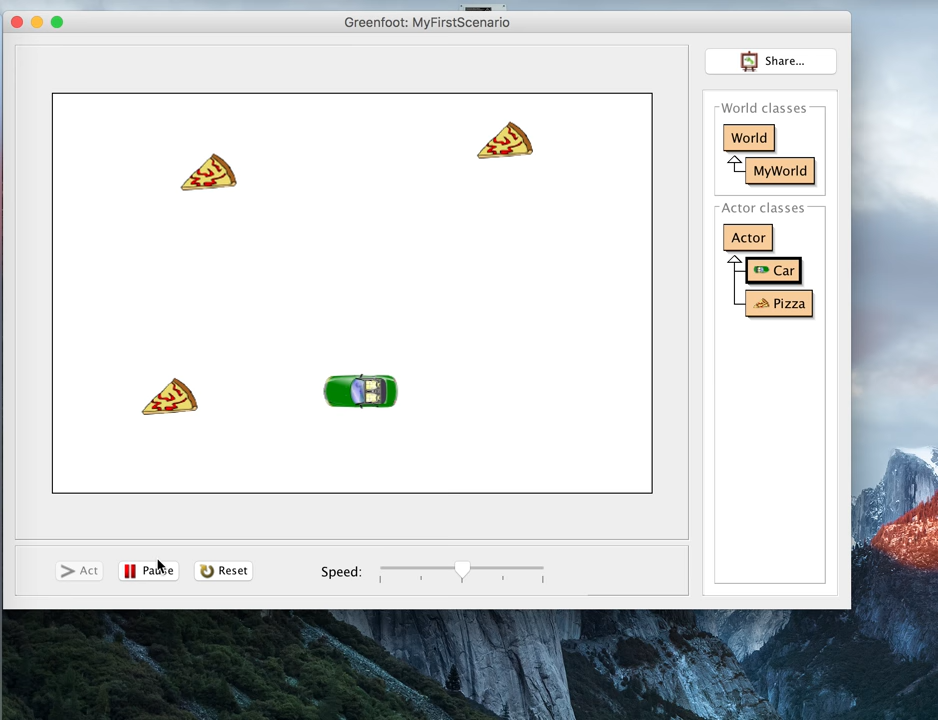 Greenfoot: MyFirstScenario
Share...
World classes
World
MyWorld
Actor classes
Actor
Car
Pizza
Act
Pause
Reset
Speed: